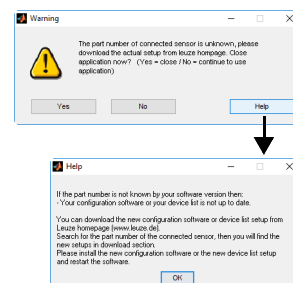 Warning
The part number of connected sensor is unknown, please
download the actual setup from leuze hompage. Close
application now? (Yes = close / No = continue to use
application)
Yes No Help
Help
If the part number is not known by your software version then:
- Your configuration software or your device list is not up to date.
You can download the new configuration software or device list setup from
Leuze homepage (www.leuze.de).
Search for the part number of the connected sensor, then you will find the
new setups in download section.
Please install the new configuration software or the new device list setup
and restart the software.
OK